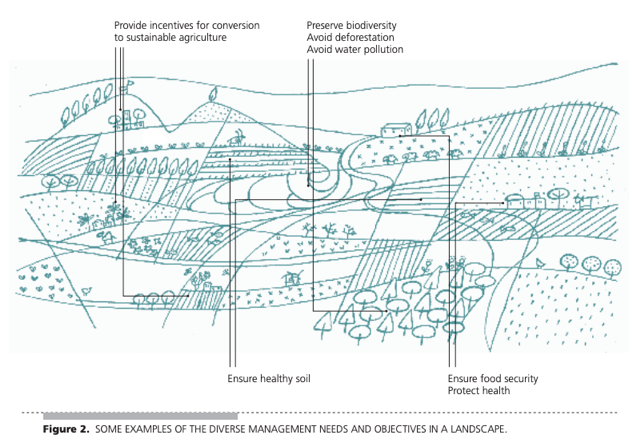 Provide incentives for conversion
to sustainable agriculture
Preserve biodiversity
Avoid deforestation
Avoid water pollution
Ensure healthy soil
Ensure food security
Protect health
Figure 2. SOME EXAMPLES OF THE DIVERSE MANAGEMENT NEEDS AND OBJECTIVES IN A LANDSCAPE.